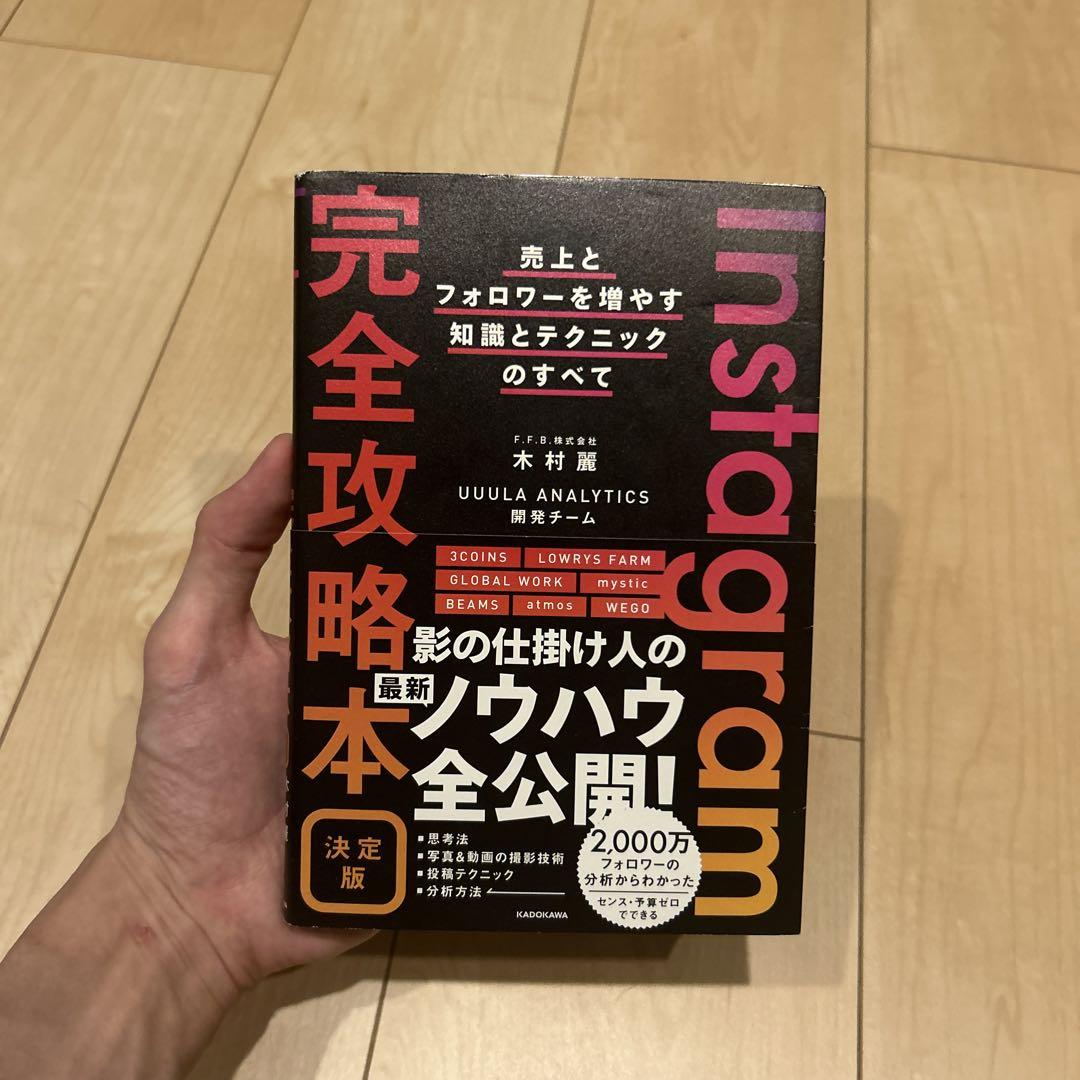 Instagram
完全攻略本
決定
版
売上と
フォロワーを増やす
知識とテクニック
のすべて
F.F.B.株式会社
木村麗
UUULA ANALYTICS
開発チーム
3COINS LOWRYS FARM
GLOBAL WORK mystic
BEAMS atmos WEGO
影の仕掛け人の
最新ノウハウ
全公開!
■思考法
■写真&動画の撮影技術
■投稿テクニック
■分析方法
2,000万
フォロワーの
分析からわかった
センス・予算ゼロ
でできる
KADOKAWA